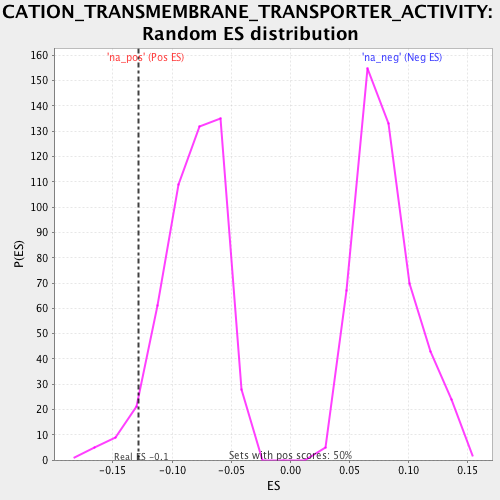 CATION_TRANSMEMBRANE_TRANSPORTER_ACTIVITY:
Random ES distribution
'na_pos' (Pos ES)
'na_neg' (Neg ES)
160
150
140
130
120
110
100
90
80
70
60
50
40
30
20
10
0
P(ES)
Real ES -0.1
Sets with pos scores: 50%
-0.15 -0.10 -0.05 0.00 0.05 0.10 0.15
ES